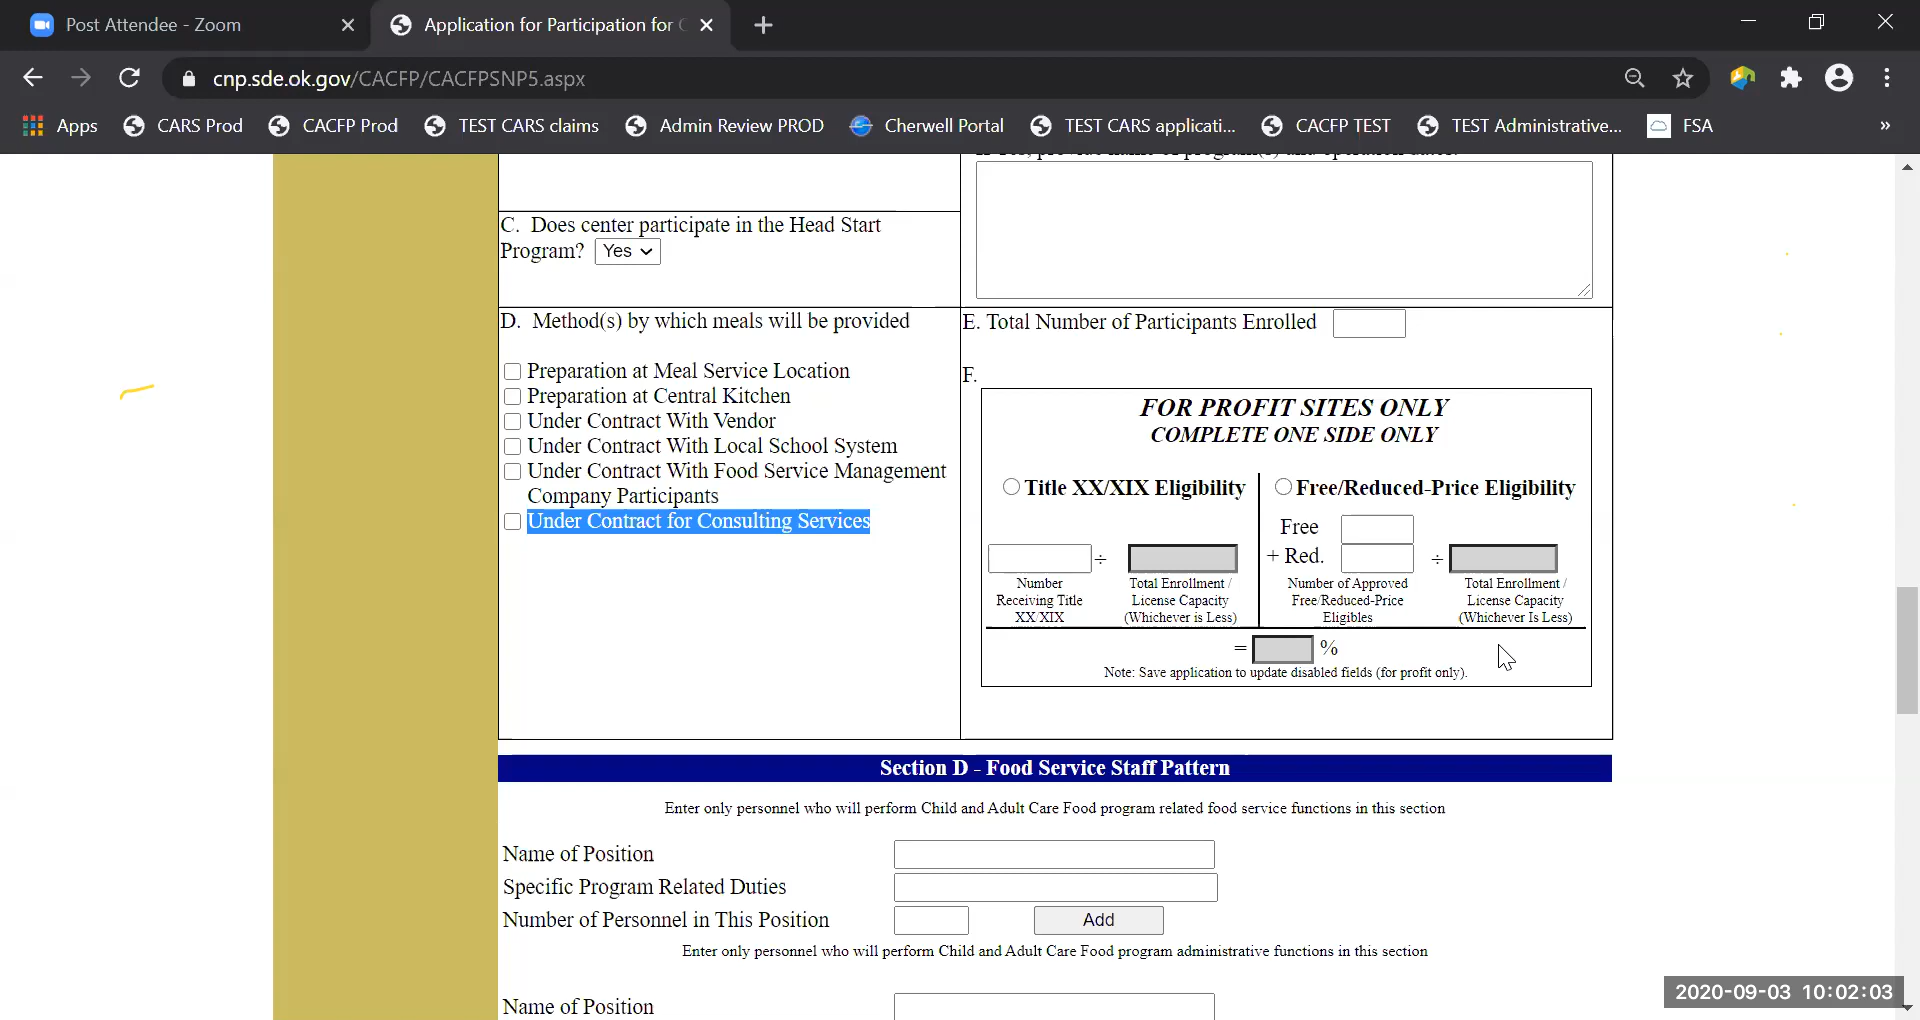 Post Attendee - Zoom
Application for Participation for C
cnp.sde.ok.gov/CACFP/CACFPSNP5.aspx
Apps
CARS Prod
CACFP Prod
TEST CARS claims
Admin Review PROD
Cherwell Portal
TEST CARS applicati...
CACFP TEST
TEST Administrative...
FSA
»
C. Does center participate in the Head Start
Program? Yes
D. Method(s) by which meals will be provided
Preparation at Meal Service Location
Preparation at Central Kitchen
Under Contract With Vendor
Under Contract With Local School System
Under Contract With Food Service Management
Company Participants
Under Contract for Consulting Services
E. Total Number of Participants Enrolled
F.
FOR PROFIT SITES ONLY
COMPLETE ONE SIDE ONLY
Title XX/XIX Eligibility
÷
Number
Receiving Title
XX/XIX
Total Enrollment /
License Capacity
(Whichever is Less)
Free/Reduced-Price Eligibility
Free
+ Red.
÷
Number of Approved
Free/Reduced-Price
Eligibles
Total Enrollment /
License Capacity
(Whichever Is Less)
= %
Note: Save application to update disabled fields (for profit only).
Section D - Food Service Staff Pattern
Enter only personnel who will perform Child and Adult Care Food program related food service functions in this section
Name of Position
Specific Program Related Duties
Number of Personnel in This Position
Add
Enter only personnel who will perform Child and Adult Care Food program administrative functions in this section
Name of Position
2020-09-03 10:02:03